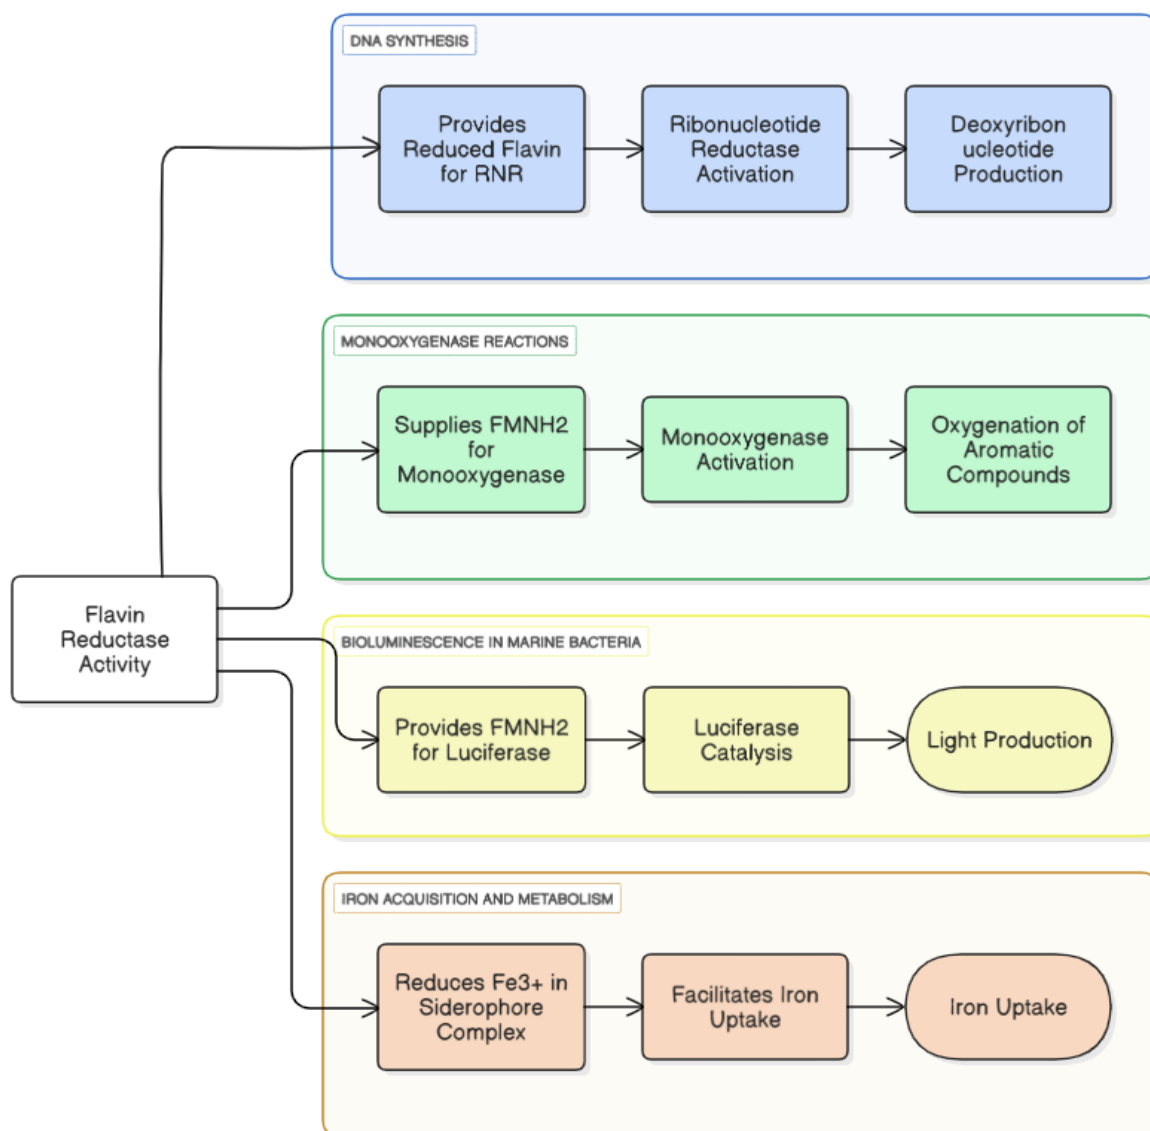 DNA SYNTHESIS
Provides
Reduced Flavin
for RNR
Ribonucleotide
Reductase
Activation
Deoxyribon
ucleotide
Production
MONOOXYGENASE REACTIONS
Supplies FMNH2
for
Monooxygenase
Monooxygenase
Activation
Oxygenation of
Aromatic
Compounds
Flavin
Reductase
Activity
BIOLUMINESCENCE IN MARINE BACTERIA
Provides FMNH2
for Luciferase
Luciferase
Catalysis
Light Production
IRON ACQUISITION AND METABOLISM
Reduces Fe3+ in
Siderophore
Complex
Facilitates Iron
Uptake
Iron Uptake